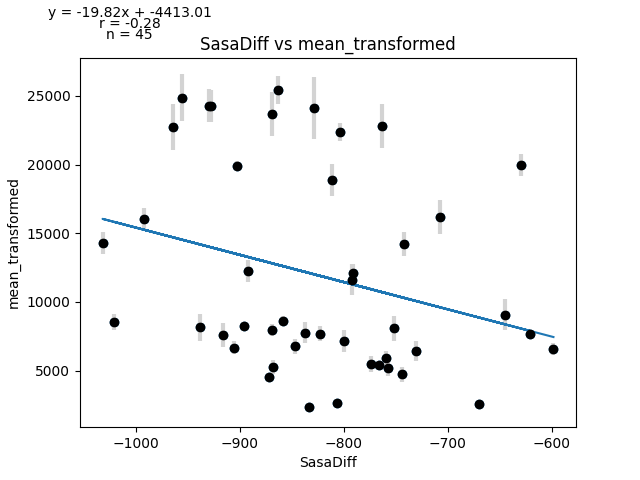 y = -19.82x + -4413.01
r = -0.28
n = 45
SasaDiff vs mean_transformed
mean_transformed
25000
20000
15000
10000
5000
−1000
−900
−800
−700
−600
SasaDiff